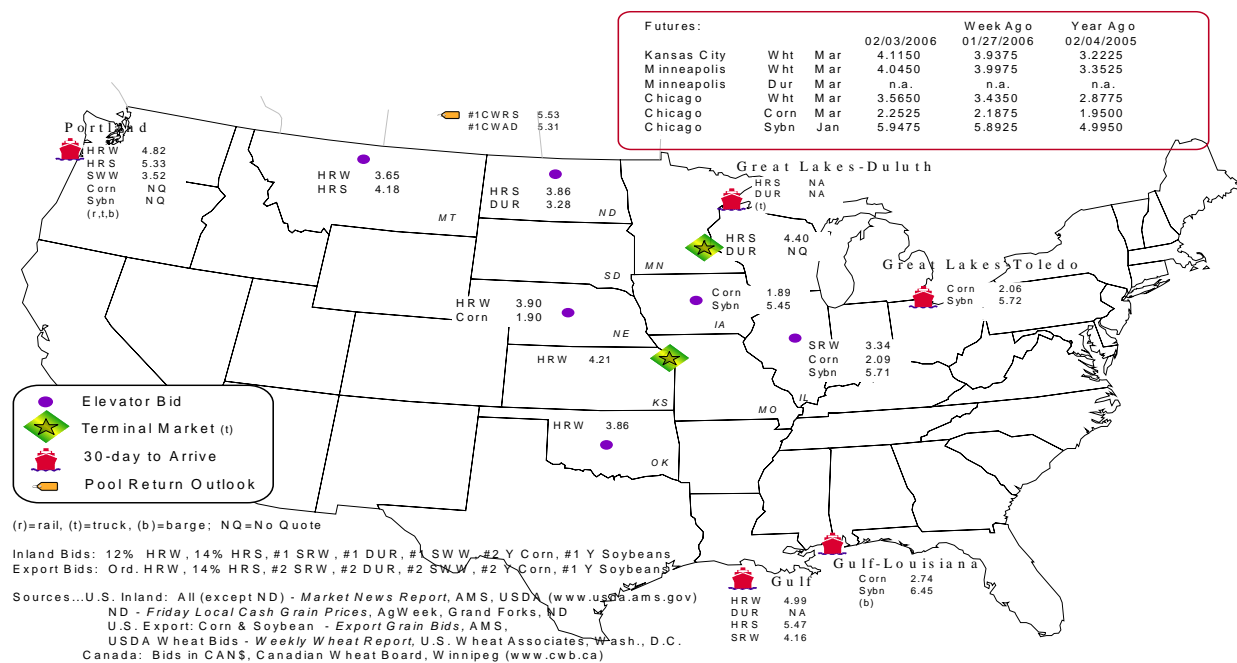 Futures: Week Ago Year Ago
02/03/2006 01/27/2006 02/04/2005
Kansas City Wht Mar 4.1150 3.9375 3.2225
Minneapolis Wht Mar 4.0450 3.9975 3.3525
Minneapolis Dur Mar n.a. n.a. n.a.
Chicago Wht Mar 3.5650 3.4350 2.8775
Chicago Corn Mar 2.2525 2.1875 1.9500
Chicago Sybn Jan 5.9475 5.8925 4.9950
#1CWRS 5.53
#1CWAD 5.31
Portland
HRW 4.82
HRS 5.33
SWW 3.52
Corn NQ
Sybn NQ
(r,t,b)
HRW 3.65
HRS 4.18
MT
HRS 3.86
DUR 3.28
ND
Great Lakes-Duluth
HRS NA
DUR NA
(t)
HRS 4.40
DUR NQ
MN
SD
Great Lakes-Toledo
Corn 2.06
Sybn 5.72
HRW 3.90
Corn 1.90
NE
Corn 1.89
Sybn 5.45
IA
SRW 3.34
Corn 2.09
Sybn 5.71
IL
HRW 4.21
KS
MO
HRW 3.86
OK
Elevator Bid
Terminal Market (t)
30-day to Arrive
Pool Return Outlook
(r)=rail, (t)=truck, (b)=barge; NQ=No Quote
Inland Bids: 12% HRW, 14% HRS, #1 SRW, #1 DUR, #1 SWW, #2 Y Corn, #1 Y Soybeans
Export Bids: Ord. HRW, 14% HRS, #2 SRW, #2 DUR, #2 SWW, #2 Y Corn, #1 Y Soybeans
Gulf-Louisiana
Corn 2.74
Sybn 6.45
(b)
Gulf
HRW 4.99
DUR NA
HRS 5.47
SRW 4.16
Sources...U.S. Inland: All (except ND) - Market News Report, AMS, USDA (www.usda.ams.gov)
ND - Friday Local Cash Grain Prices, AgWeek, Grand Forks, ND
U.S. Export: Corn & Soybean - Export Grain Bids, AMS,
USDA Wheat Bids - Weekly Wheat Report, U.S. Wheat Associates, Wash., D.C.
Canada: Bids in CAN$, Canadian Wheat Board, Winnipeg (www.cwb.ca)